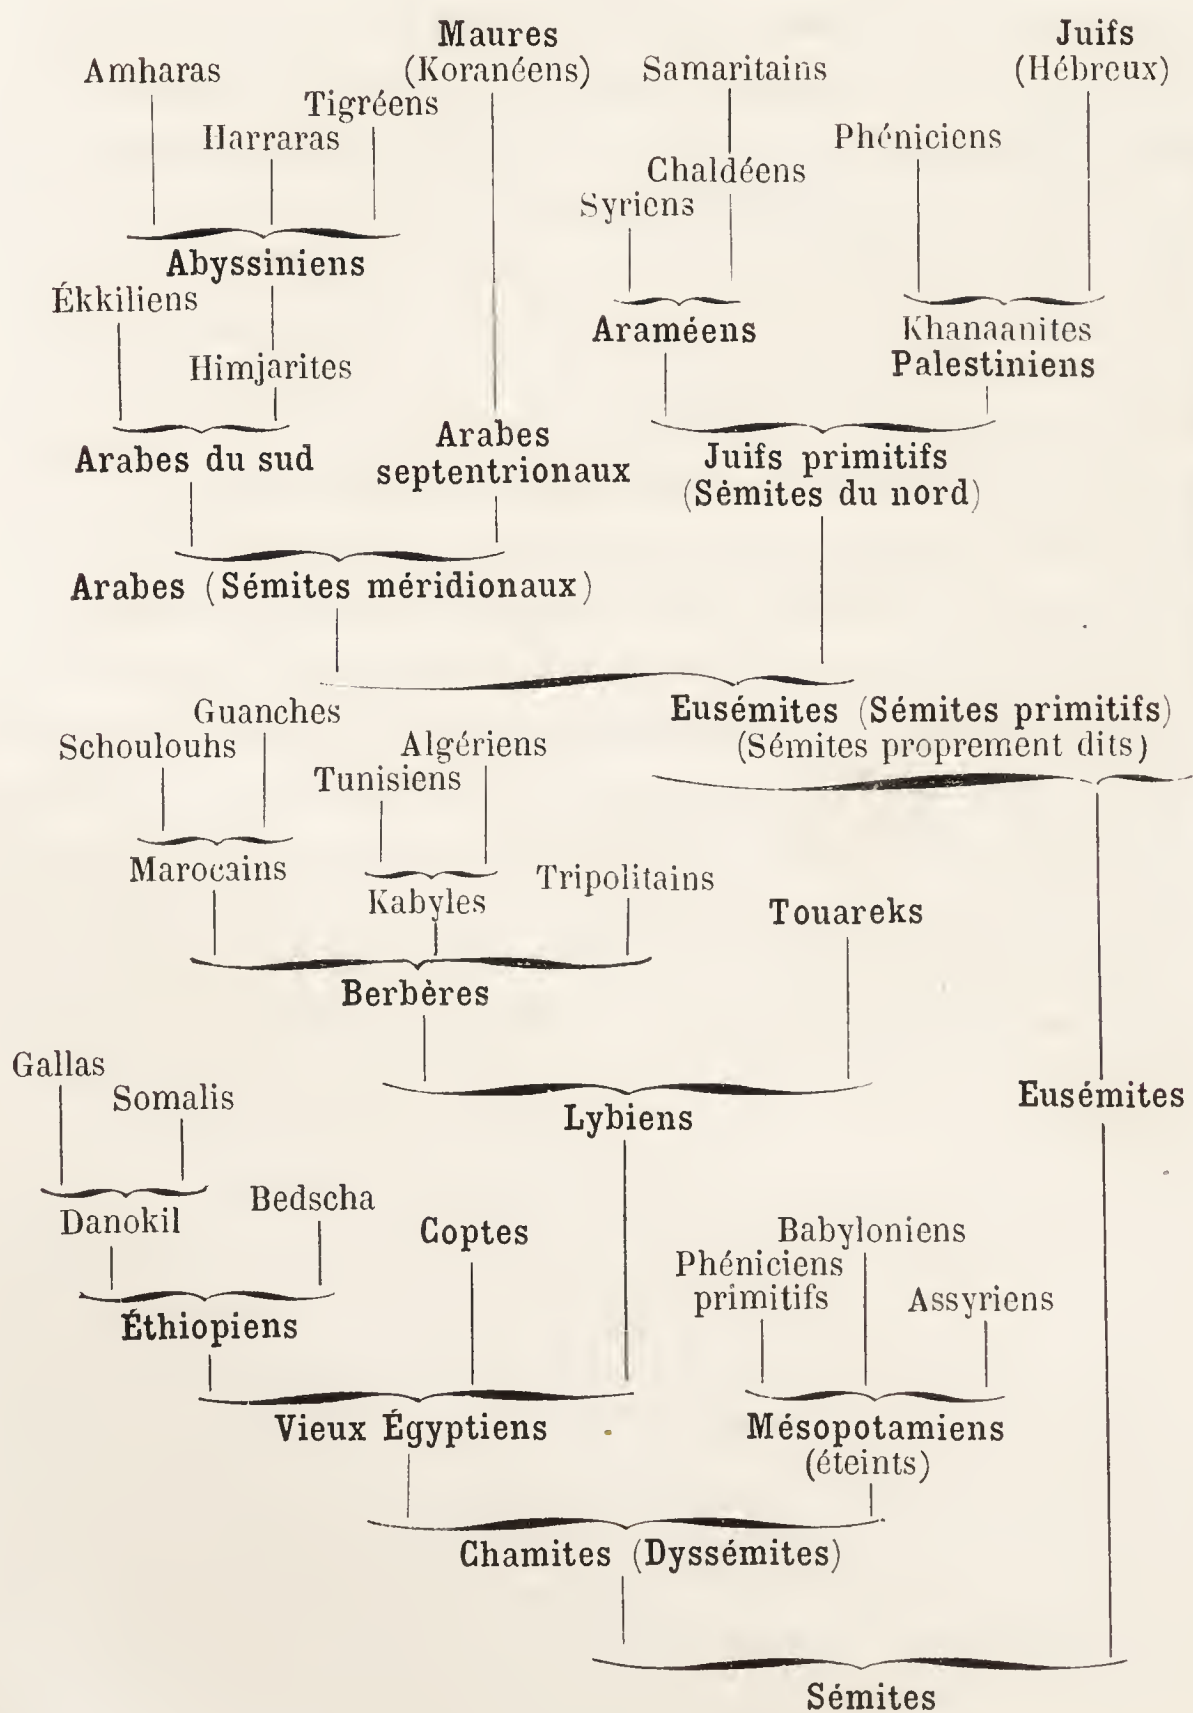 Maures
Juifs
Amharas
(Koranéens)
Samaritains
(Hébreux)
Tigréens
Harraras
Phéniciens
Chaldéens
Syriens
Abyssiniens
Ékkiliens
Araméens
Khanaanites
Himjarites
Palestiniens
Arabes du sud
Arabes
septentrionaux
Juifs primitifs
(Sémites du nord)
Arabes (Sémites méridionaux)
Eusémites (Sémites primitifs)
(Sémites proprement dits)
Guanches
Schoulouhs
Algériens
Tunisiens
Marocains
Kabyles
Tripolitains
Touareks
Berbères
Gallas
Somalis
Eusémites
Lybiens
Danokil
Bedscha
Coptes
Babyloniens
Phéniciens
primitifs
Assyriens
Éthiopiens
Vieux Égyptiens
Mésopotamiens
(éteints)
Chamites (Dyssémites)
Sémites